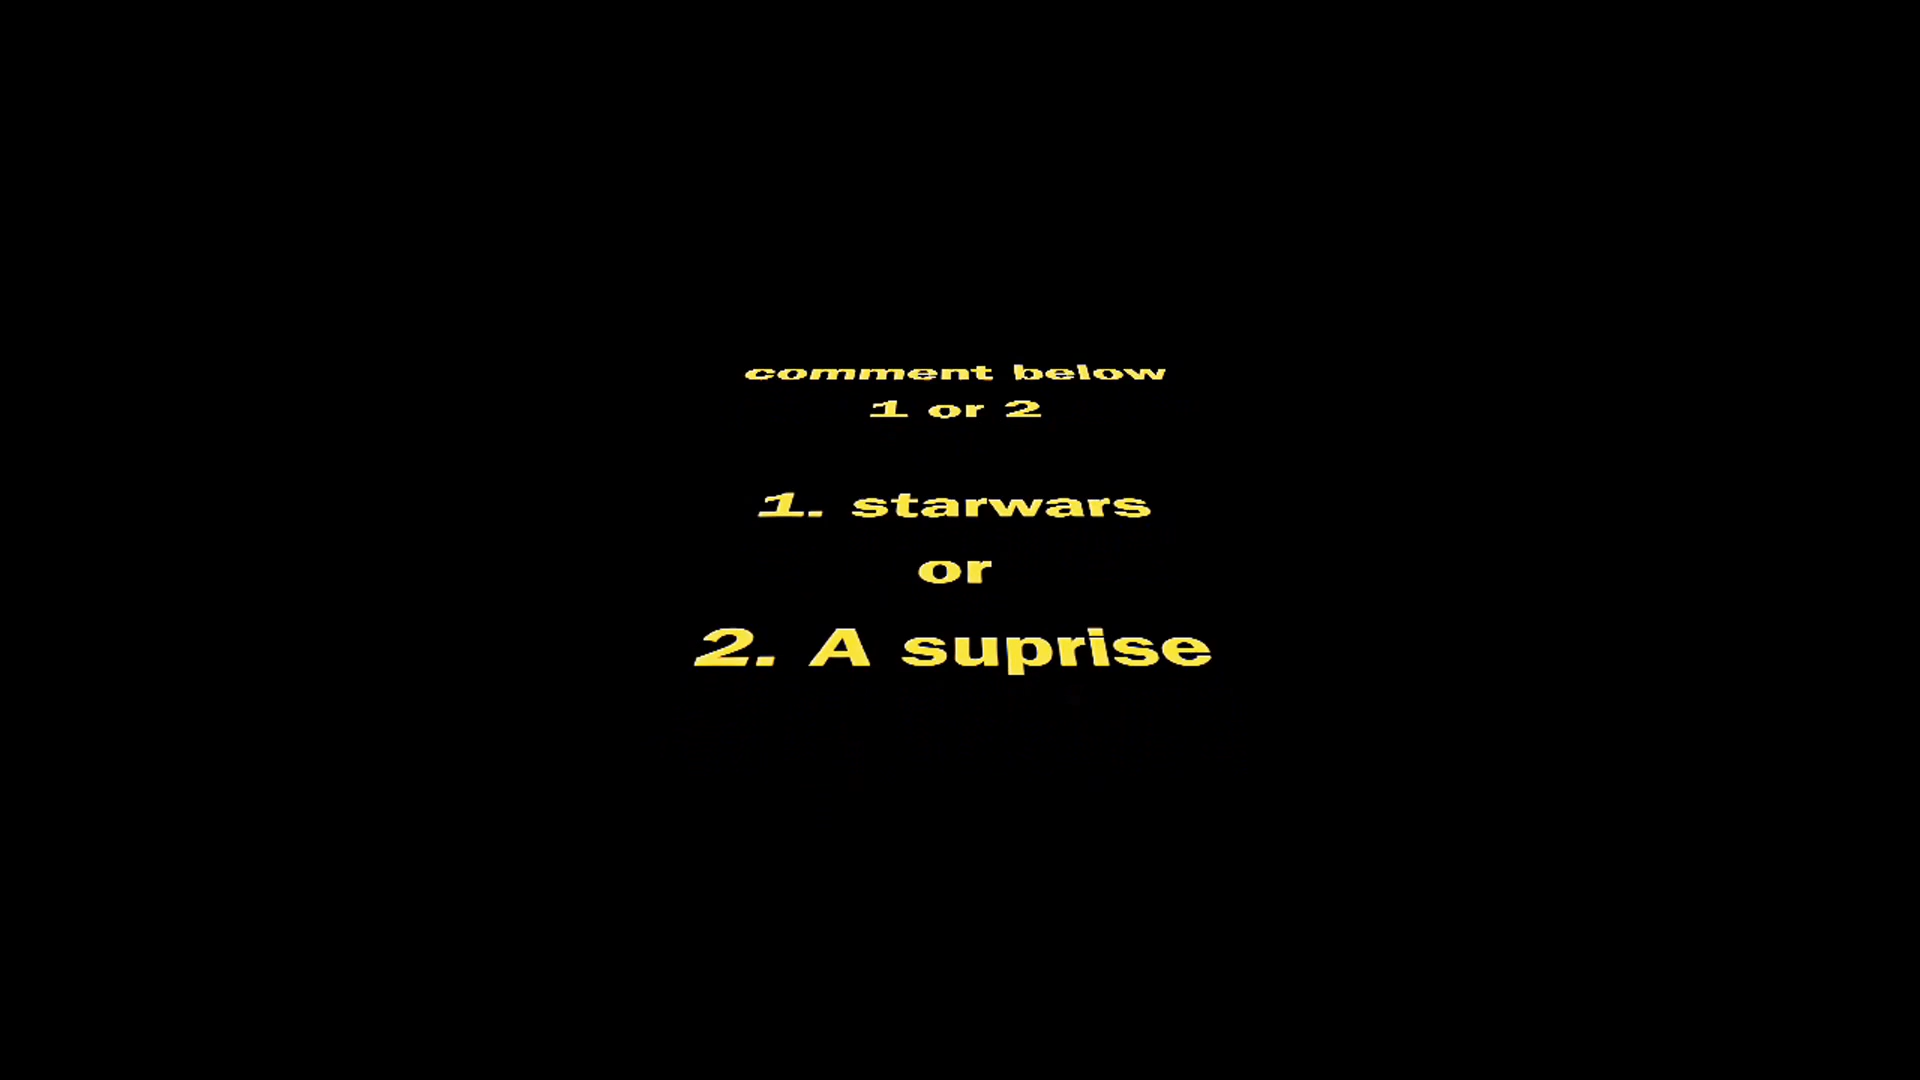 comment below
1 or 2
1. starwars
or
2. A suprise